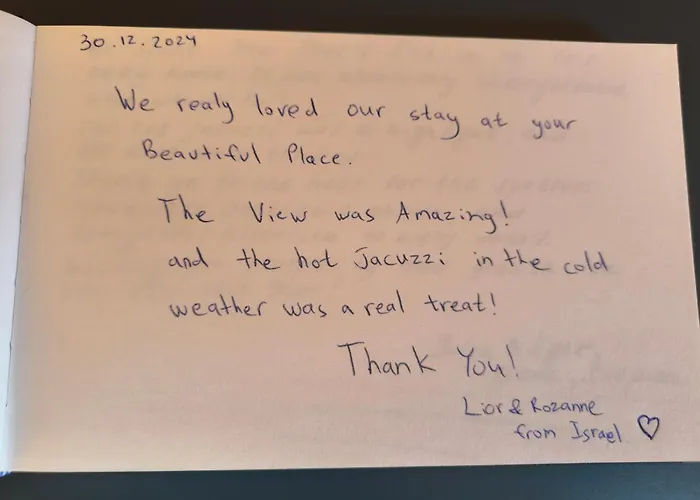 30.12.2024
We realy loved our stay at your
Beautiful Place.
The View was Amazing!
and the hot jacuzzi in the cold
weather was a real treat!
Thank You!
Lior & Rozanne
from Israel ♡